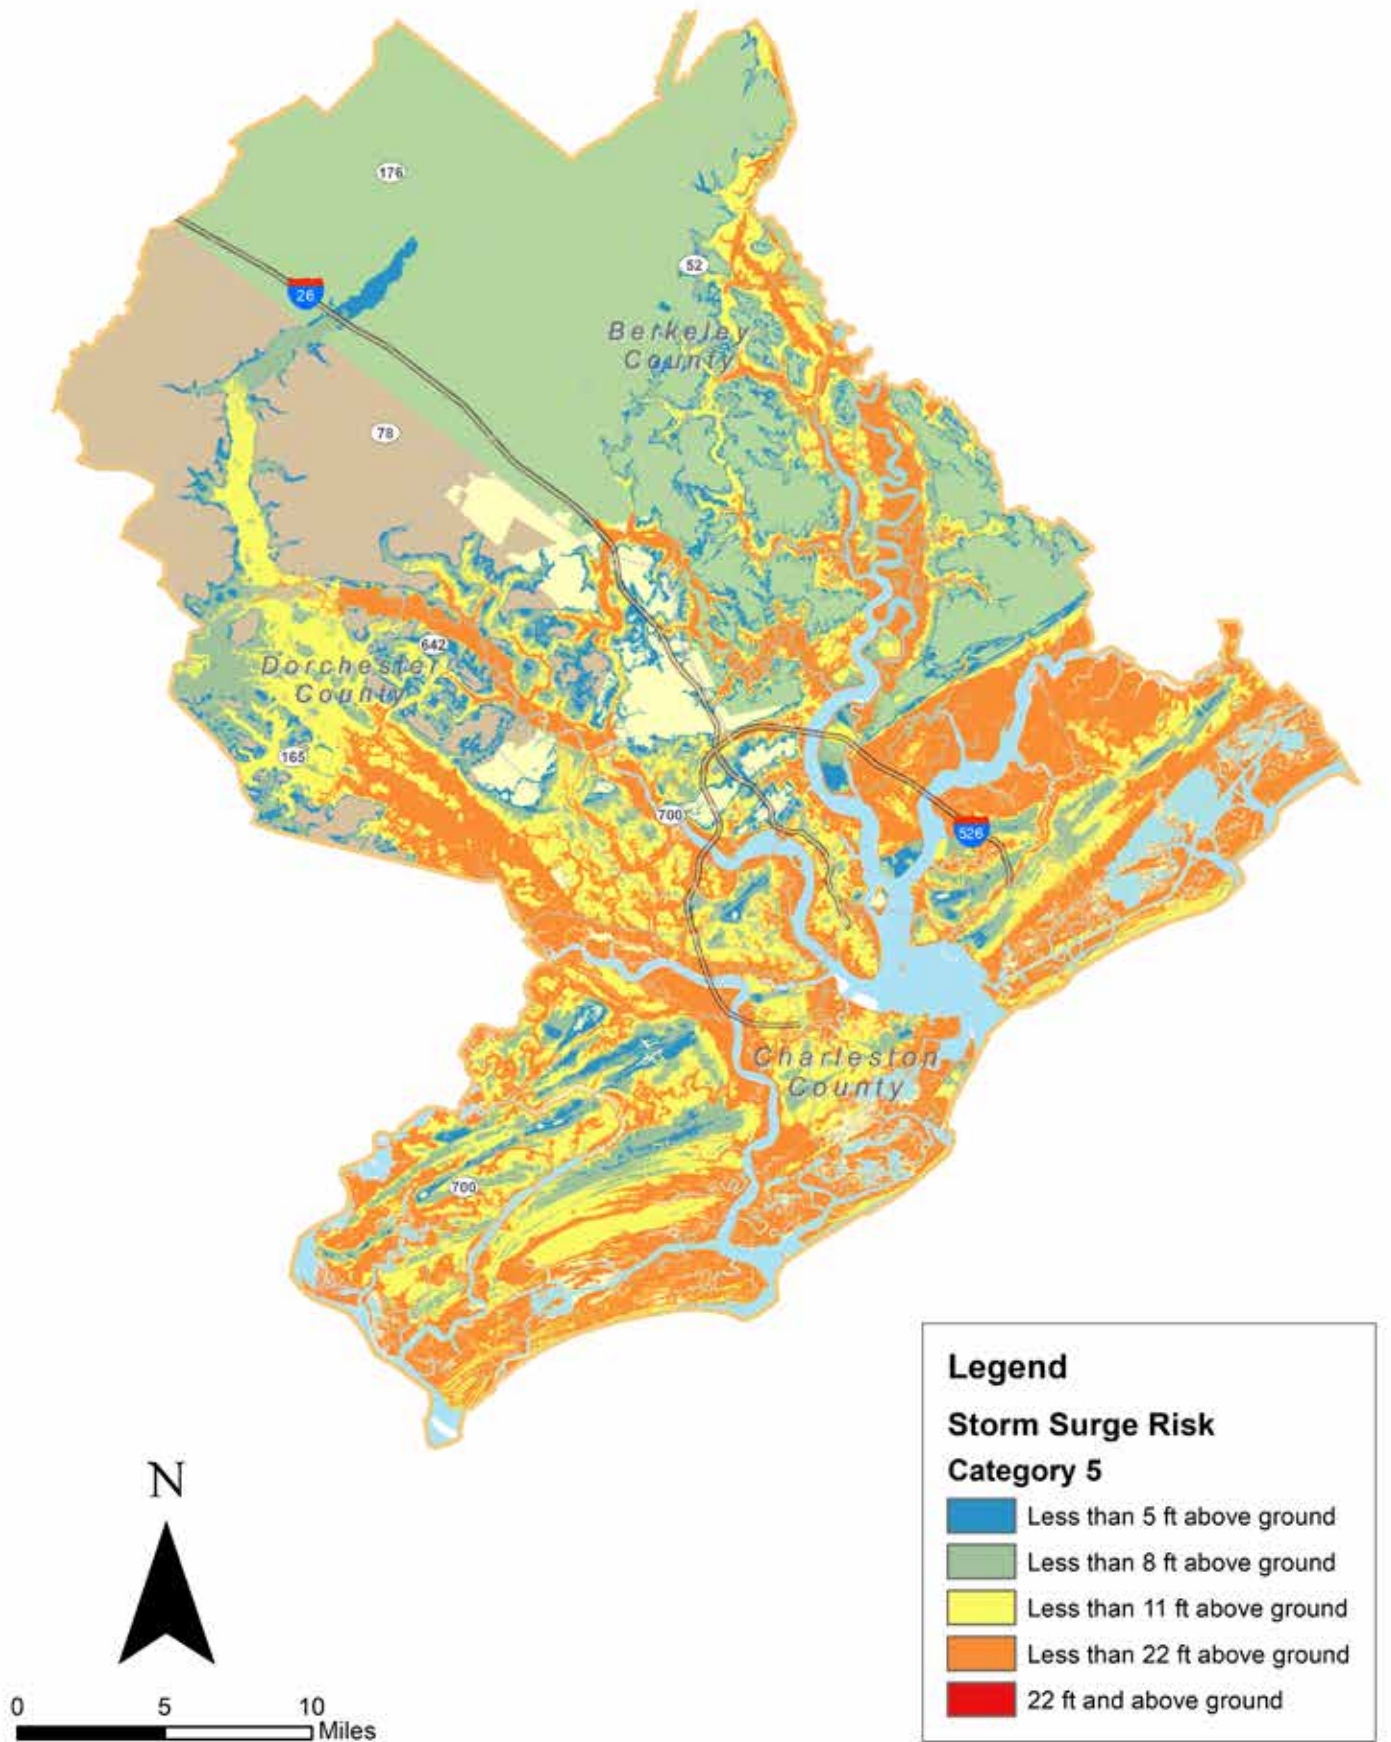 176
26
52
Berkeley
County
78
642
Dorchester
County
165
700
526
Charleston
County
700
N
0 5 10
Miles
Legend
Storm Surge Risk
Category 5
Less than 5 ft above ground
Less than 8 ft above ground
Less than 11 ft above ground
Less than 22 ft above ground
22 ft and above ground